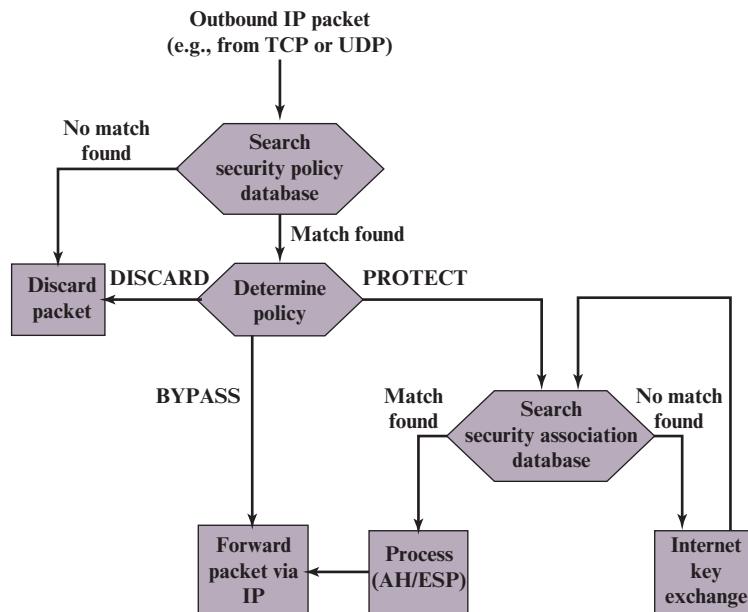 Outbound IP packet
(e.g., from TCP or UDP)
No match
found
Search
security policy
database
Match found
Discard
packet
DISCARD
Determine
policy
PROTECT
BYPASS
Match
found
Search
security association
database
No match
found
Forward
packet via
IP
Process
(AH/ESP)
Internet
key
exchange